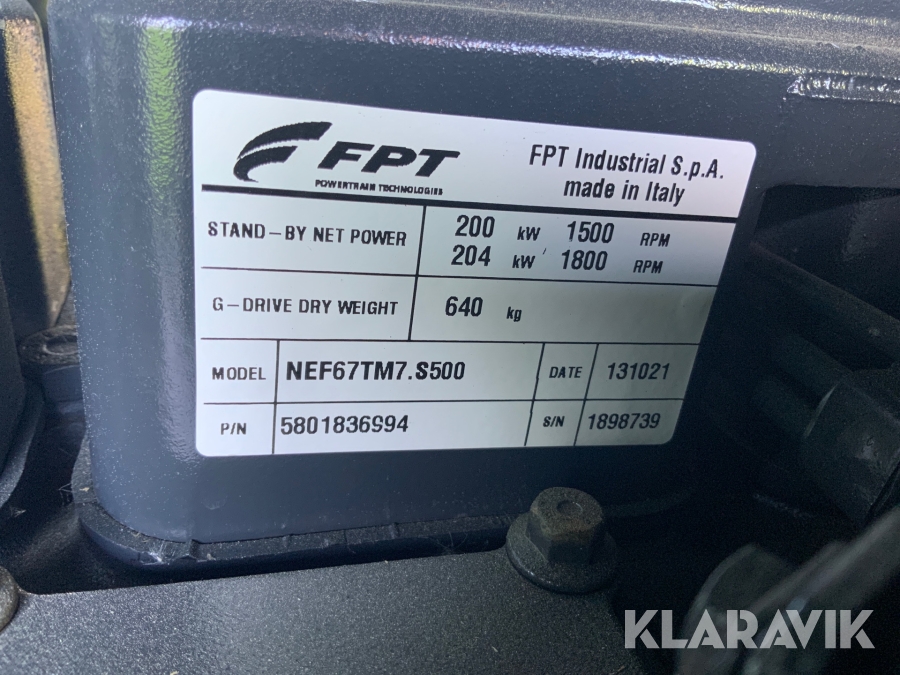 FPT
POWERTRAIN TECHNOLOGIES
FPT Industrial S.p.A.
made in Italy
STAND-BY NET POWER
200 kW 1500 RPM
204 kW 1800 RPM
G-DRIVE DRY WEIGHT 640 kg
MODEL NEF67TM7.S500 DATE 131021
P/N 5801836994 S/N 1898739
KLARAVIK